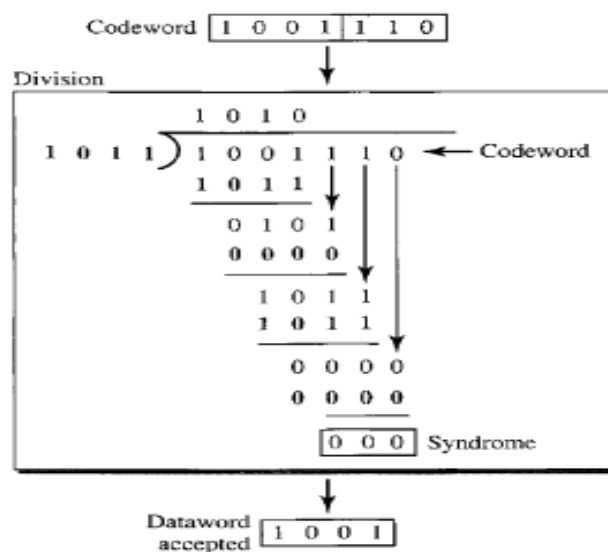 Codeword 1 0 0 1 1 1 0
Division
1 0 1 0
1 0 1 1 1 0 0 1 1 1 0 Codeword
1 0 1 1
0 1 0 1
0 0 0 0
1 0 1 1
1 0 1 1
0 0 0 0
0 0 0 0
0 0 0 Syndrome
Dataword
accepted 1 0 0 1